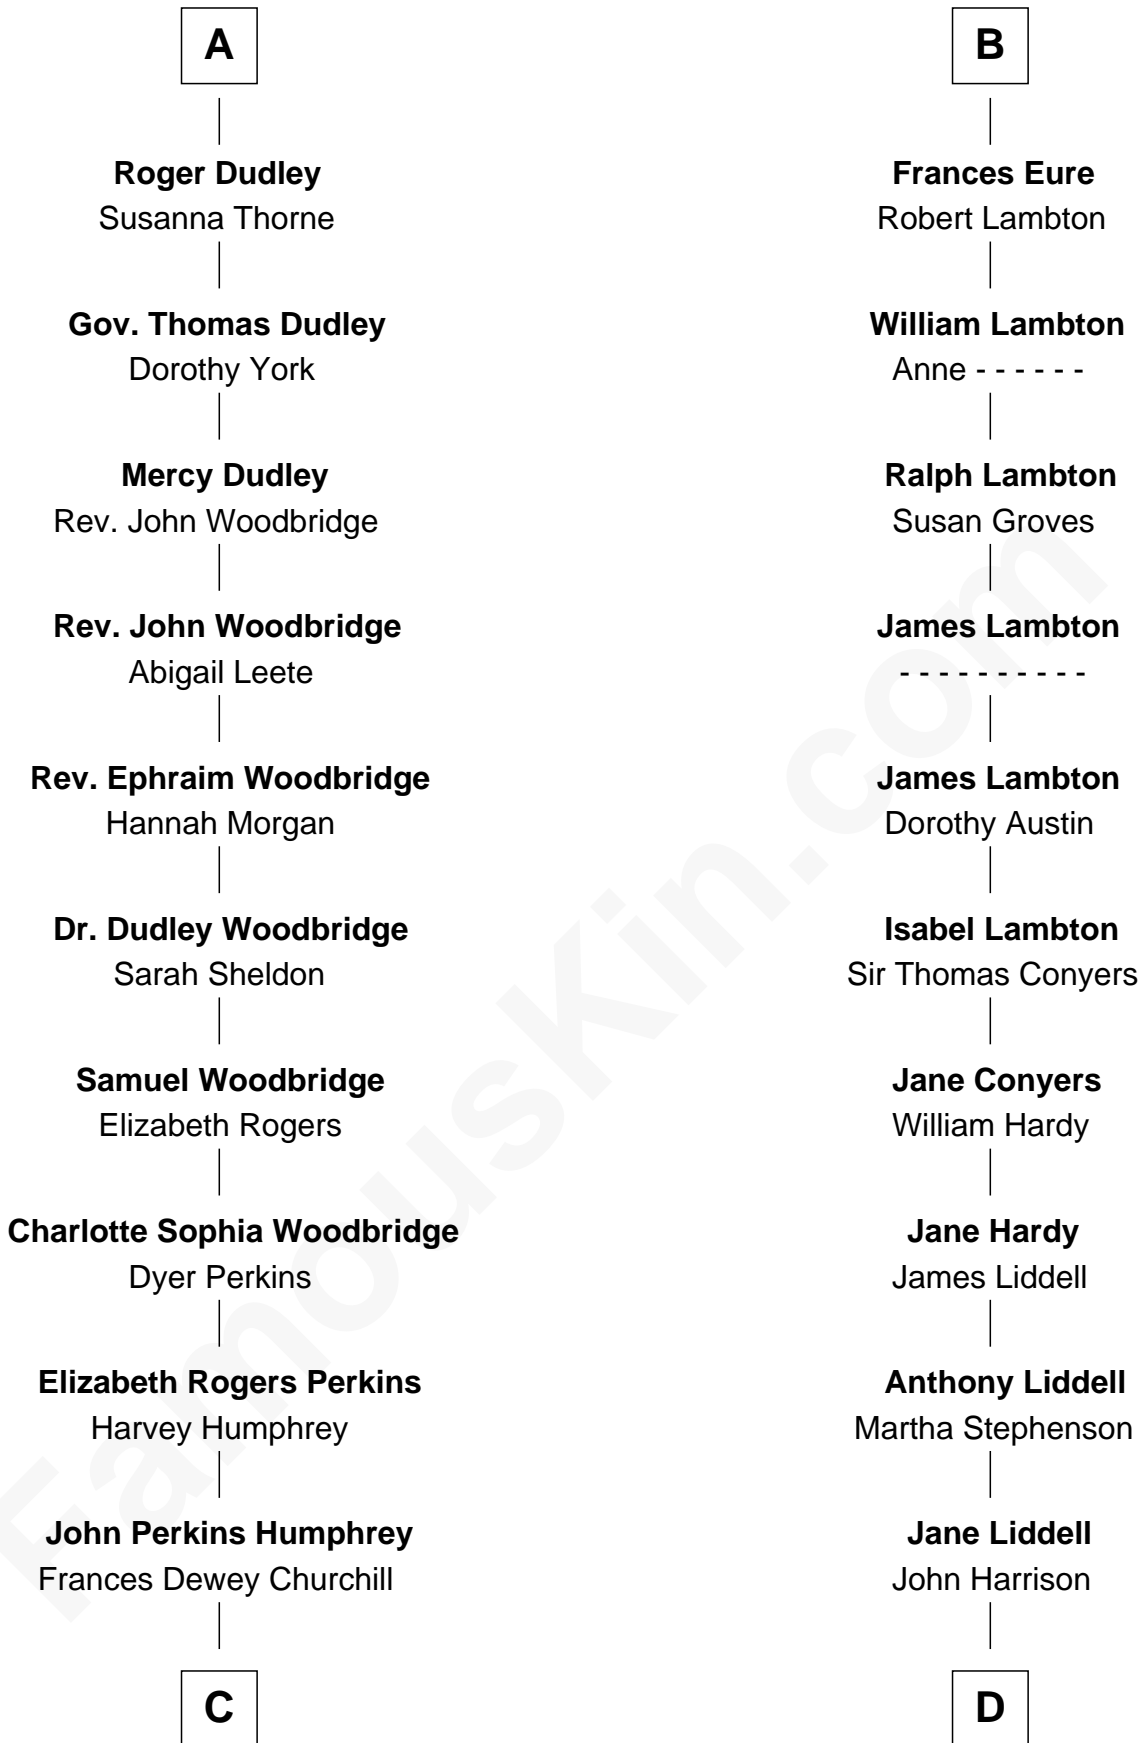 A
Roger Dudley
Susanna Thorne
Gov. Thomas Dudley
Dorothy York
Mercy Dudley
Rev. John Woodbridge
Rev. John Woodbridge
Abigail Leete
Rev. Ephraim Woodbridge
Hannah Morgan
Dr. Dudley Woodbridge
Sarah Sheldon
Samuel Woodbridge
Elizabeth Rogers
Charlotte Sophia Woodbridge
Dyer Perkins
Elizabeth Rogers Perkins
Harvey Humphrey
John Perkins Humphrey
Frances Dewey Churchill
C
B
Frances Eure
Robert Lambton
William Lambton
Anne - - - - - -
Ralph Lambton
Susan Groves
James Lambton
- - - - - - - - - -
James Lambton
Dorothy Austin
Isabel Lambton
Sir Thomas Conyers
Jane Conyers
William Hardy
Jane Hardy
James Liddell
Anthony Liddell
Martha Stephenson
Jane Liddell
John Harrison
D
FamousKin.com